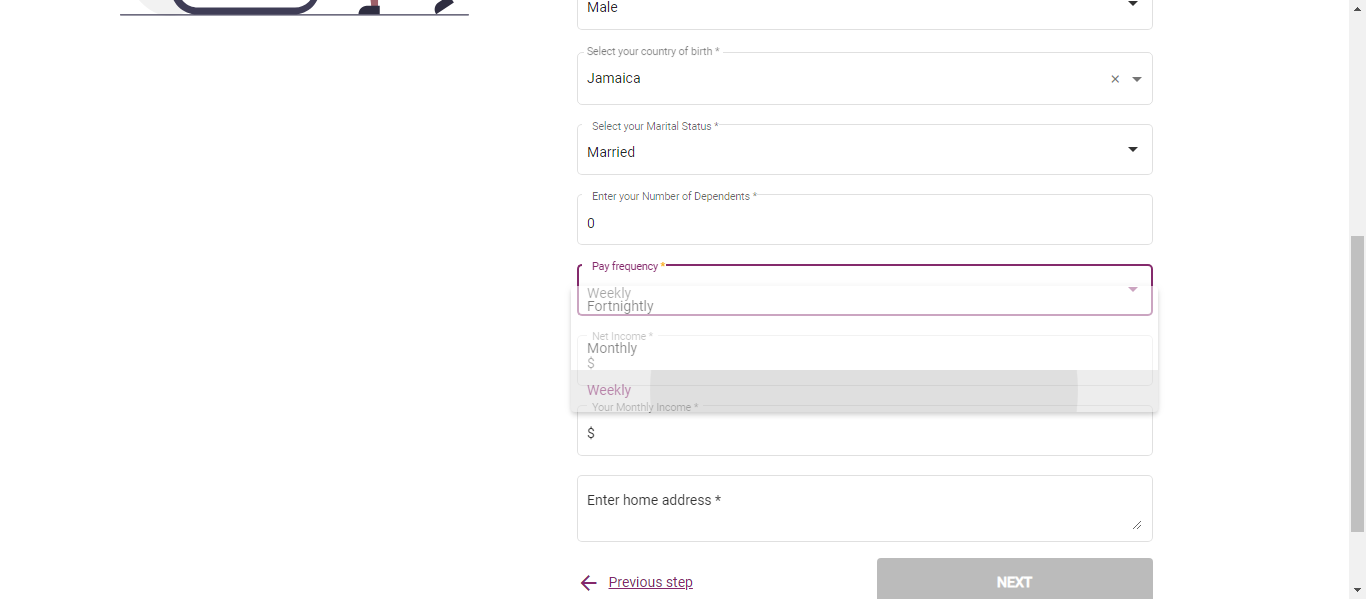 Male
Select your country of birth *
Jamaica
Select your Marital Status *
Married
Enter your Number of Dependents *
0
Pay frequency *
Weekly
Fortnightly
Net Income *
Monthly
$
Weekly
Your Monthly Income *
$
Enter home address *
Previous step
NEXT